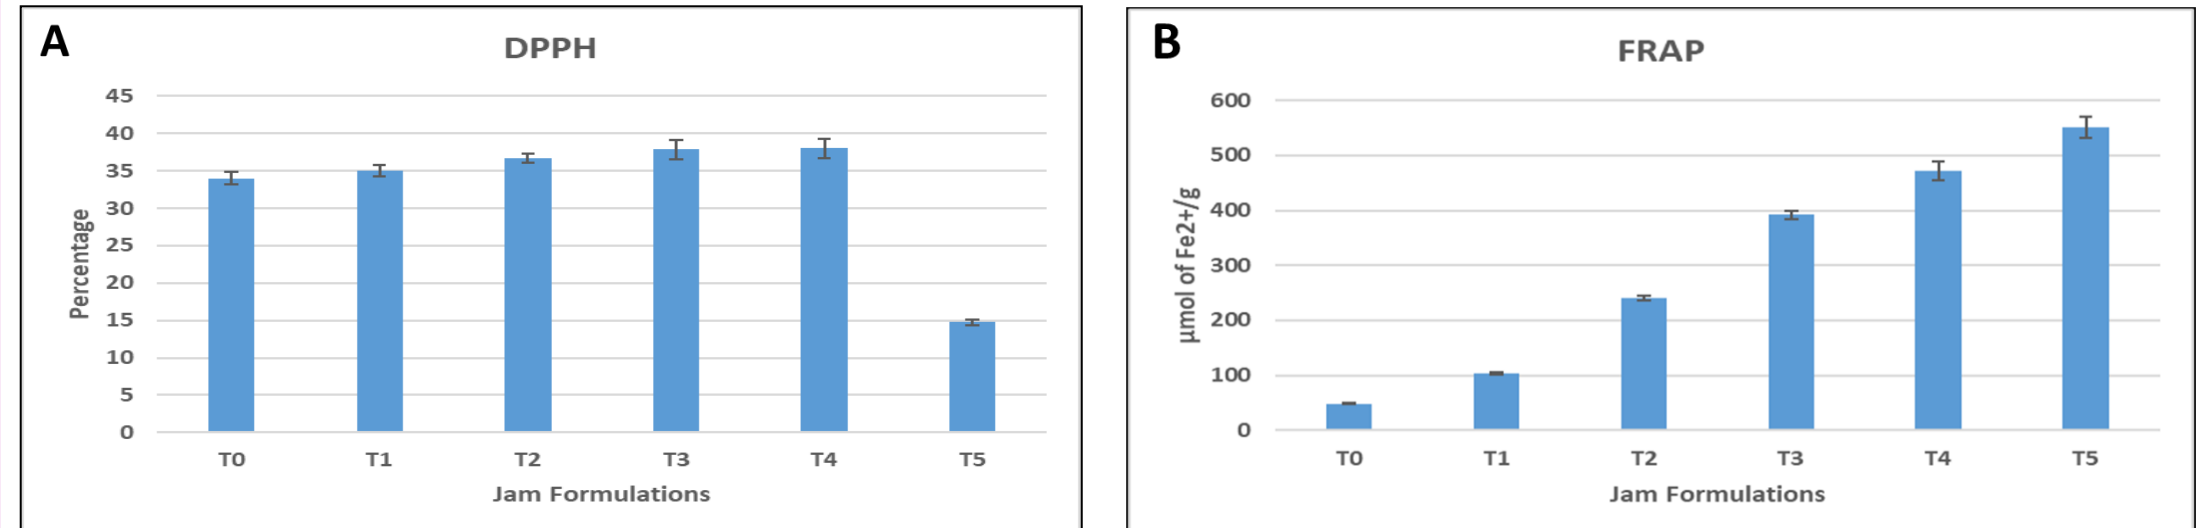 A
DPPH
45
40
35
30
25
20
15
10
5
0
Percentage
T0 T1 T2 T3 T4 T5
Jam Formulations
B
FRAP
600
500
400
300
200
100
0
µmol of Fe2+/g
T0 T1 T2 T3 T4 T5
Jam Formulations